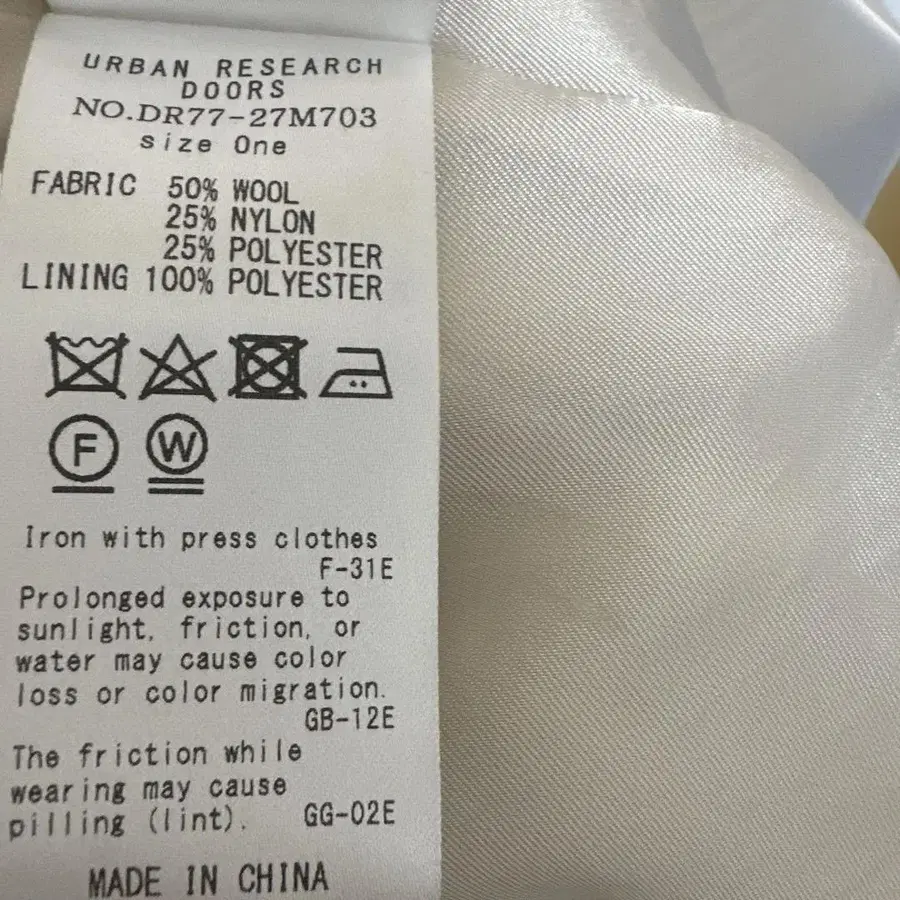 URBAN RESEARCH
DOORS
NO.DR77-27M703
size One
FABRIC 50% WOOL
25% NYLON
25% POLYESTER
LINING 100% POLYESTER
F W
Iron with press clothes
F-31E
Prolonged exposure to
sunlight, friction, or
water may cause color
loss or color migration.
GB-12E
The friction while
wearing may cause
pilling (lint). GG-02E
MADE IN CHINA